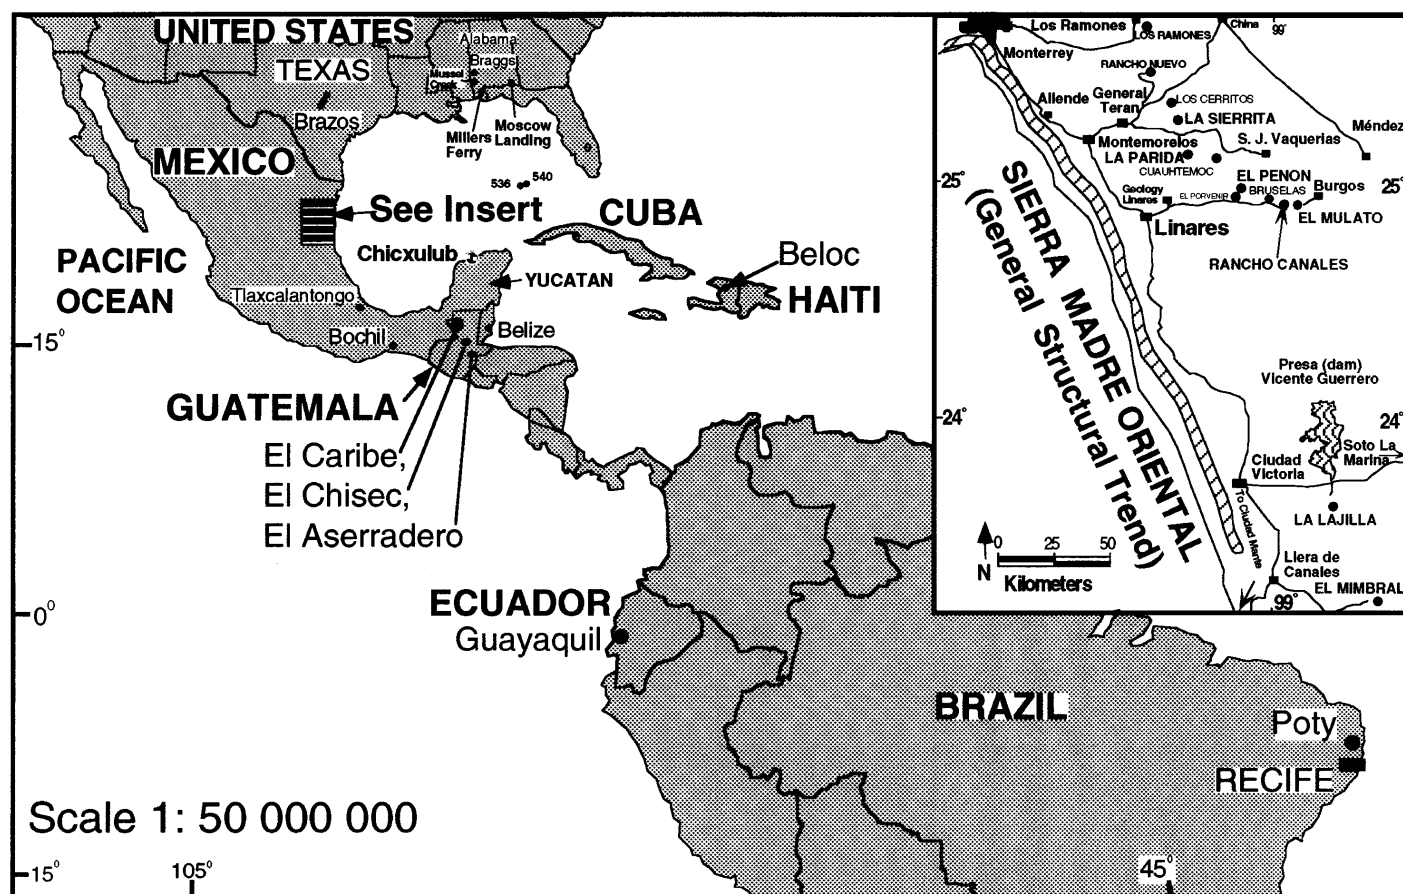 UNITED STATES
TEXAS
Brazos
Alabama
Braggs
Mussel
Creek
Millers
Ferry
Moscow
Landing
MEXICO
536
540
See Insert
CUBA
Chicxulub
YUCATAN
Beloc
HAITI
PACIFIC
OCEAN
Tlaxcalantongo
Bochil
Belize
15°
GUATEMALA
El Caribe,
El Chisec,
El Aserradero
ECUADOR
Guayaquil
0°
BRAZIL
Poty
RECIFE
Scale 1: 50 000 000
15°
105°
45°
Los Ramones
LOS RAMONES
China
99°
Monterrey
RANCHO NUEVO
Allende
General
Teran
LOS CERRITOS
LA SIERRITA
Montemorelos
S. J. Vaquerias
Méndez
LA PARIDA
CUAUHTEMOC
25°
25°
EL PENON
Geology
Linares
EL PORVENIR
BRUSELAS
Burgos
EL MULATO
Linares
RANCHO CANALES
SIERRA MADRE ORIENTAL
(General Structural Trend)
Presa (dam)
Vicente Guerrero
24°
24°
Soto La
Marina
Ciudad
Victoria
LA LAJILLA
To Ciudad Mante
0 25 50
N
Kilometers
Llera de
Canales
EL MIMBRAL
99°